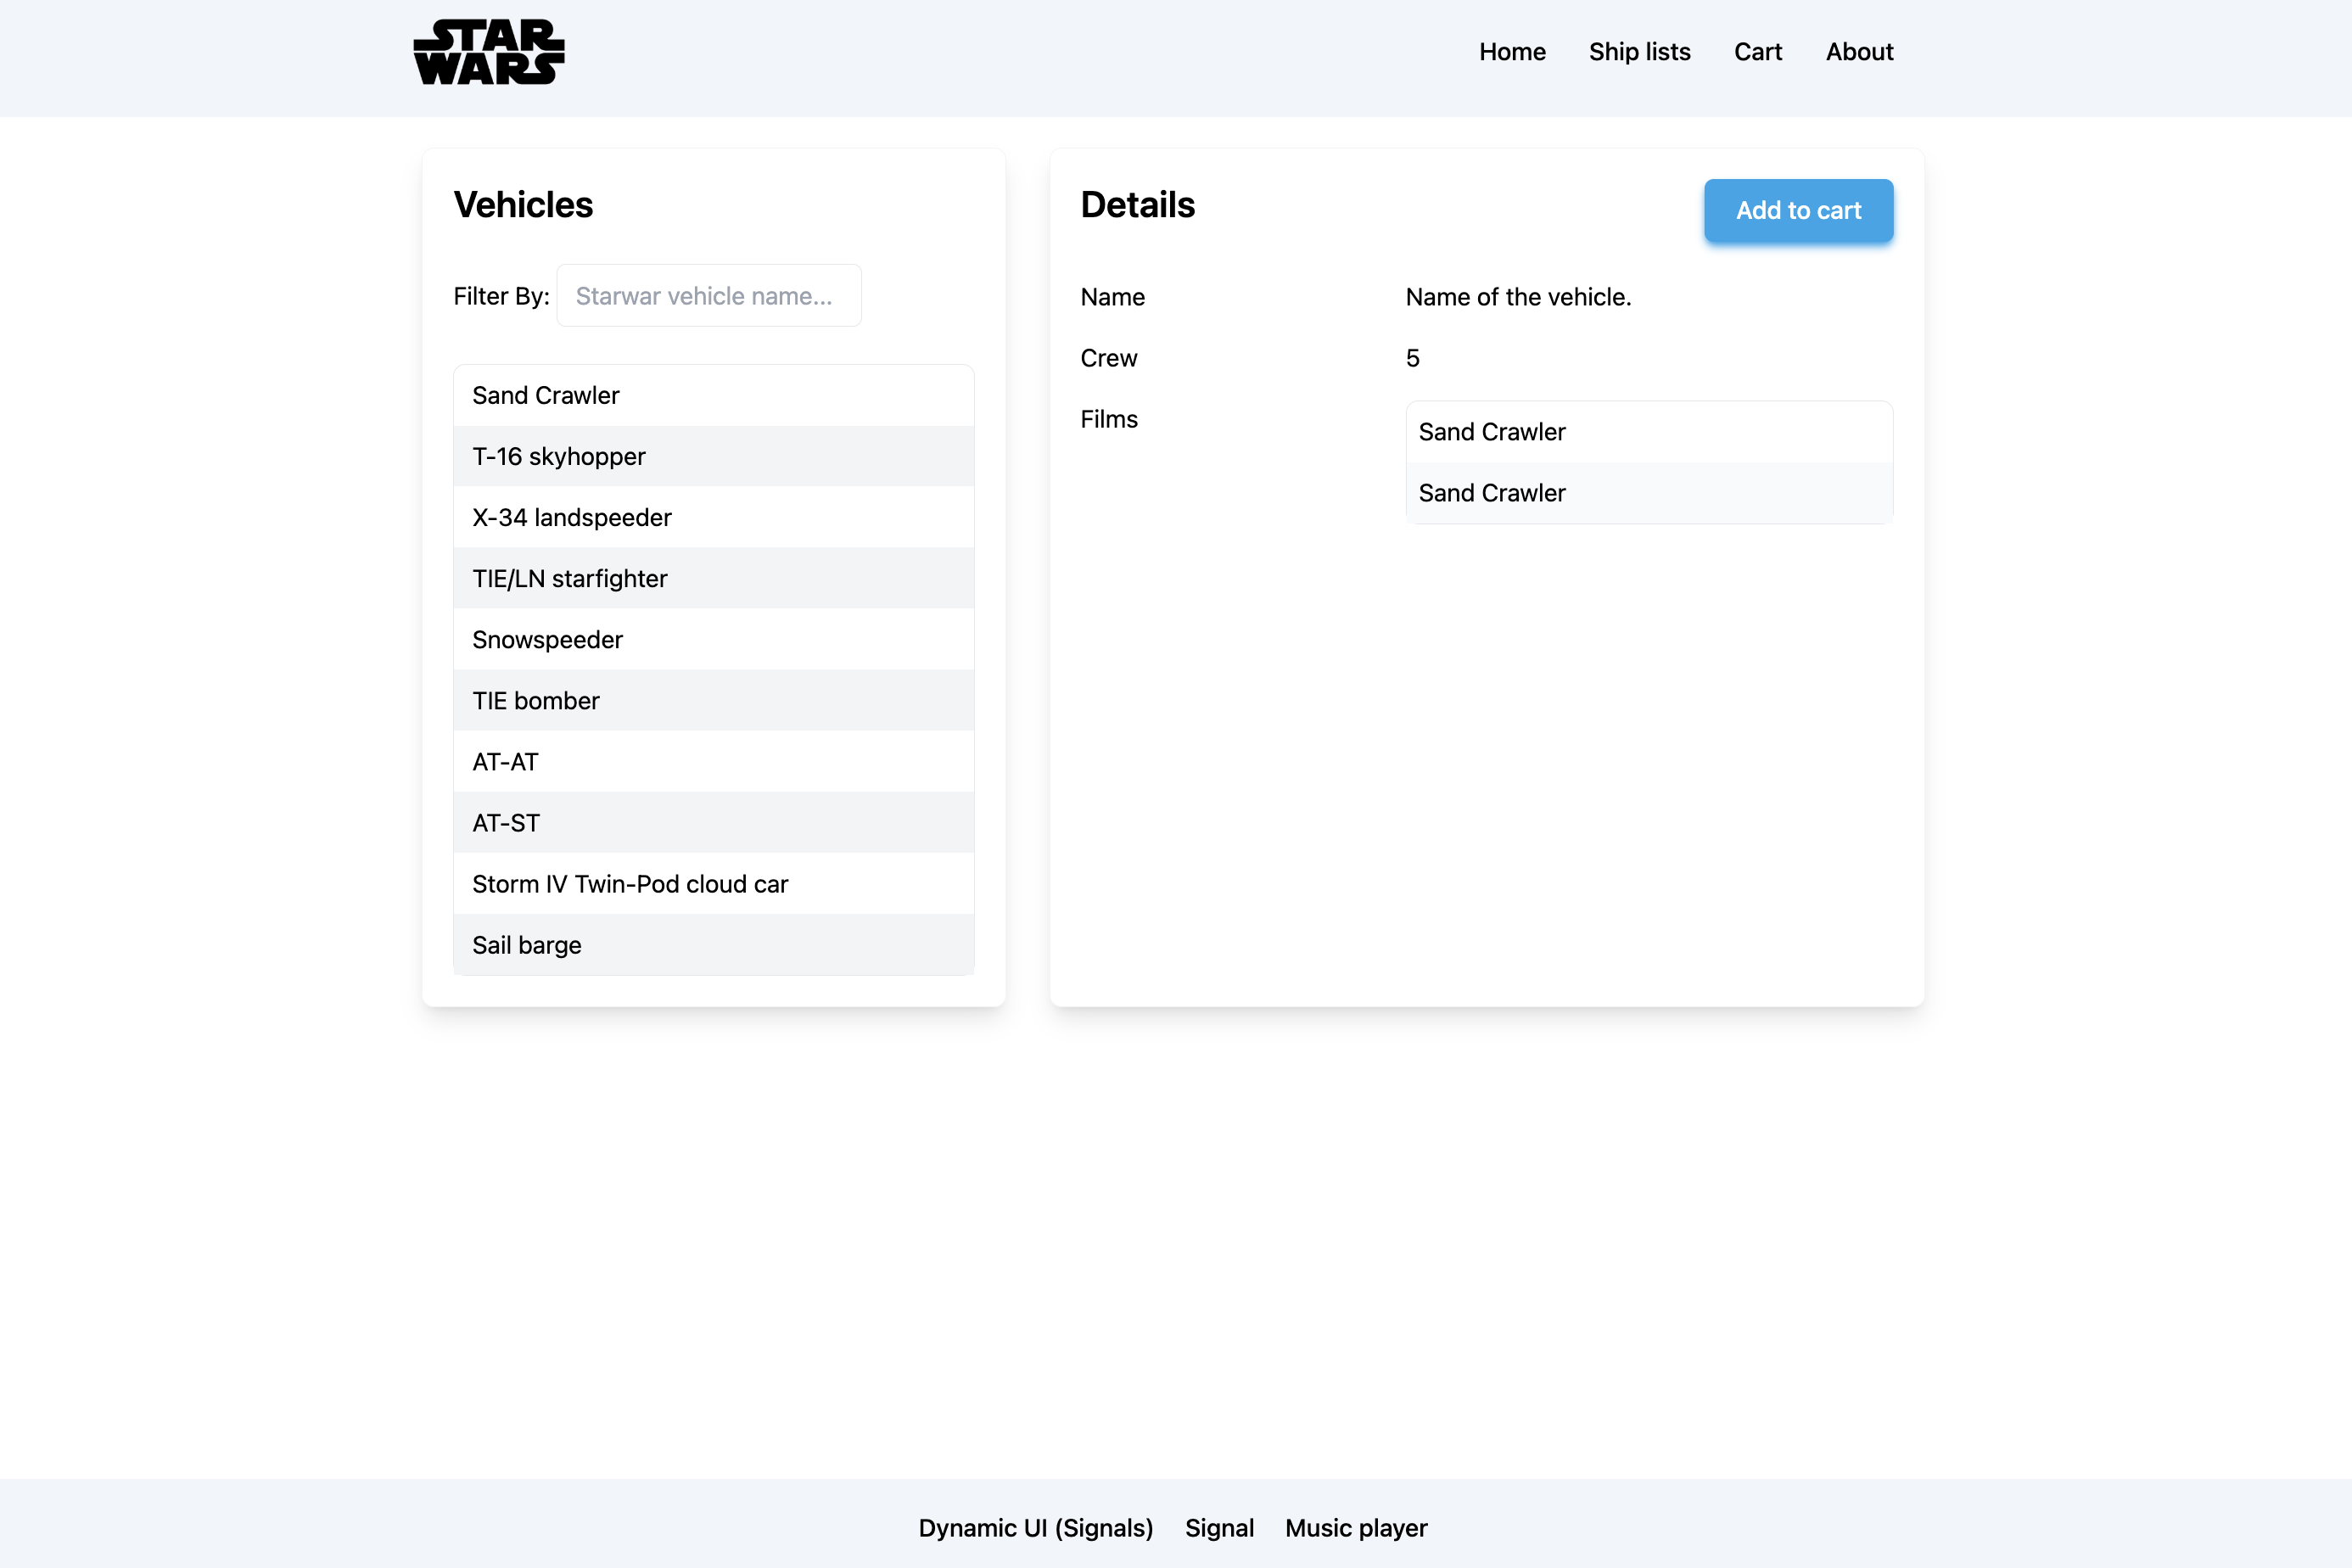 STAR
WARS
Home Ship lists Cart About
Vehicles
Filter By: Starwar vehicle name...
Sand Crawler
T-16 skyhopper
X-34 landspeeder
TIE/LN starfighter
Snowspeeder
TIE bomber
AT-AT
AT-ST
Storm IV Twin-Pod cloud car
Sail barge
Details
Add to cart
Name Name of the vehicle.
Crew 5
Films Sand Crawler
Sand Crawler
Dynamic UI (Signals) Signal Music player